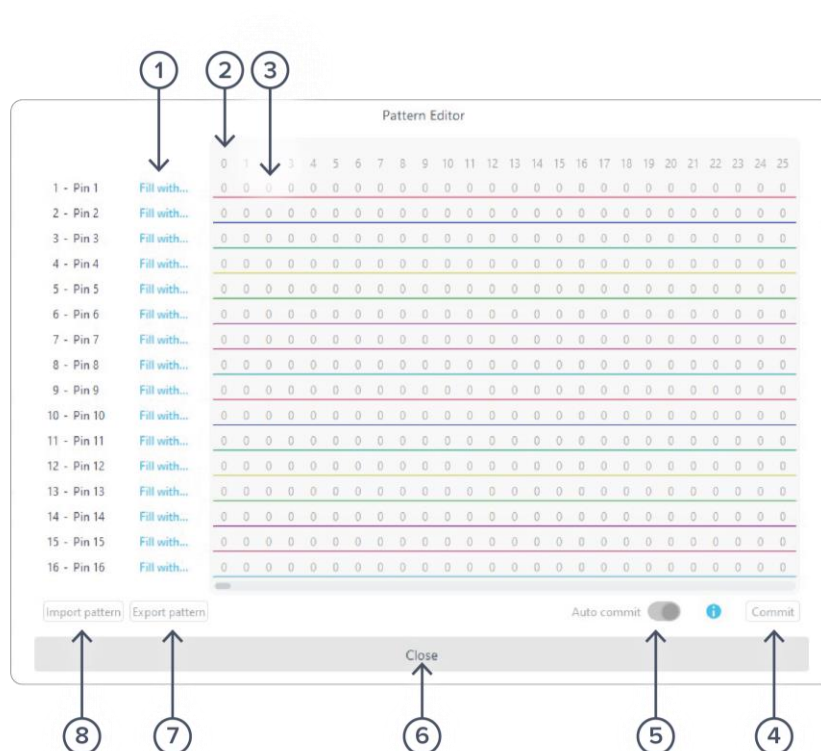 1 2 3
Pattern Editor
0 1 3 4 5 6 7 8 9 10 11 12 13 14 15 16 17 18 19 20 21 22 23 24 25
1 - Pin 1 Fill with... 0 0 0 0 0 0 0 0 0 0 0 0 0 0 0 0 0 0 0 0 0 0 0 0 0 0
2 - Pin 2 Fill with... 0 0 0 0 0 0 0 0 0 0 0 0 0 0 0 0 0 0 0 0 0 0 0 0 0 0
3 - Pin 3 Fill with... 0 0 0 0 0 0 0 0 0 0 0 0 0 0 0 0 0 0 0 0 0 0 0 0 0 0
4 - Pin 4 Fill with... 0 0 0 0 0 0 0 0 0 0 0 0 0 0 0 0 0 0 0 0 0 0 0 0 0 0
5 - Pin 5 Fill with... 0 0 0 0 0 0 0 0 0 0 0 0 0 0 0 0 0 0 0 0 0 0 0 0 0 0
6 - Pin 6 Fill with... 0 0 0 0 0 0 0 0 0 0 0 0 0 0 0 0 0 0 0 0 0 0 0 0 0 0
7 - Pin 7 Fill with... 0 0 0 0 0 0 0 0 0 0 0 0 0 0 0 0 0 0 0 0 0 0 0 0 0 0
8 - Pin 8 Fill with... 0 0 0 0 0 0 0 0 0 0 0 0 0 0 0 0 0 0 0 0 0 0 0 0 0 0
9 - Pin 9 Fill with... 0 0 0 0 0 0 0 0 0 0 0 0 0 0 0 0 0 0 0 0 0 0 0 0 0 0
10 - Pin 10 Fill with... 0 0 0 0 0 0 0 0 0 0 0 0 0 0 0 0 0 0 0 0 0 0 0 0 0 0
11 - Pin 11 Fill with... 0 0 0 0 0 0 0 0 0 0 0 0 0 0 0 0 0 0 0 0 0 0 0 0 0 0
12 - Pin 12 Fill with... 0 0 0 0 0 0 0 0 0 0 0 0 0 0 0 0 0 0 0 0 0 0 0 0 0 0
13 - Pin 13 Fill with... 0 0 0 0 0 0 0 0 0 0 0 0 0 0 0 0 0 0 0 0 0 0 0 0 0 0
14 - Pin 14 Fill with... 0 0 0 0 0 0 0 0 0 0 0 0 0 0 0 0 0 0 0 0 0 0 0 0 0 0
15 - Pin 15 Fill with... 0 0 0 0 0 0 0 0 0 0 0 0 0 0 0 0 0 0 0 0 0 0 0 0 0 0
16 - Pin 16 Fill with... 0 0 0 0 0 0 0 0 0 0 0 0 0 0 0 0 0 0 0 0 0 0 0 0 0 0
Import pattern Export pattern Auto commit i Commit
Close
8 7 6 5 4